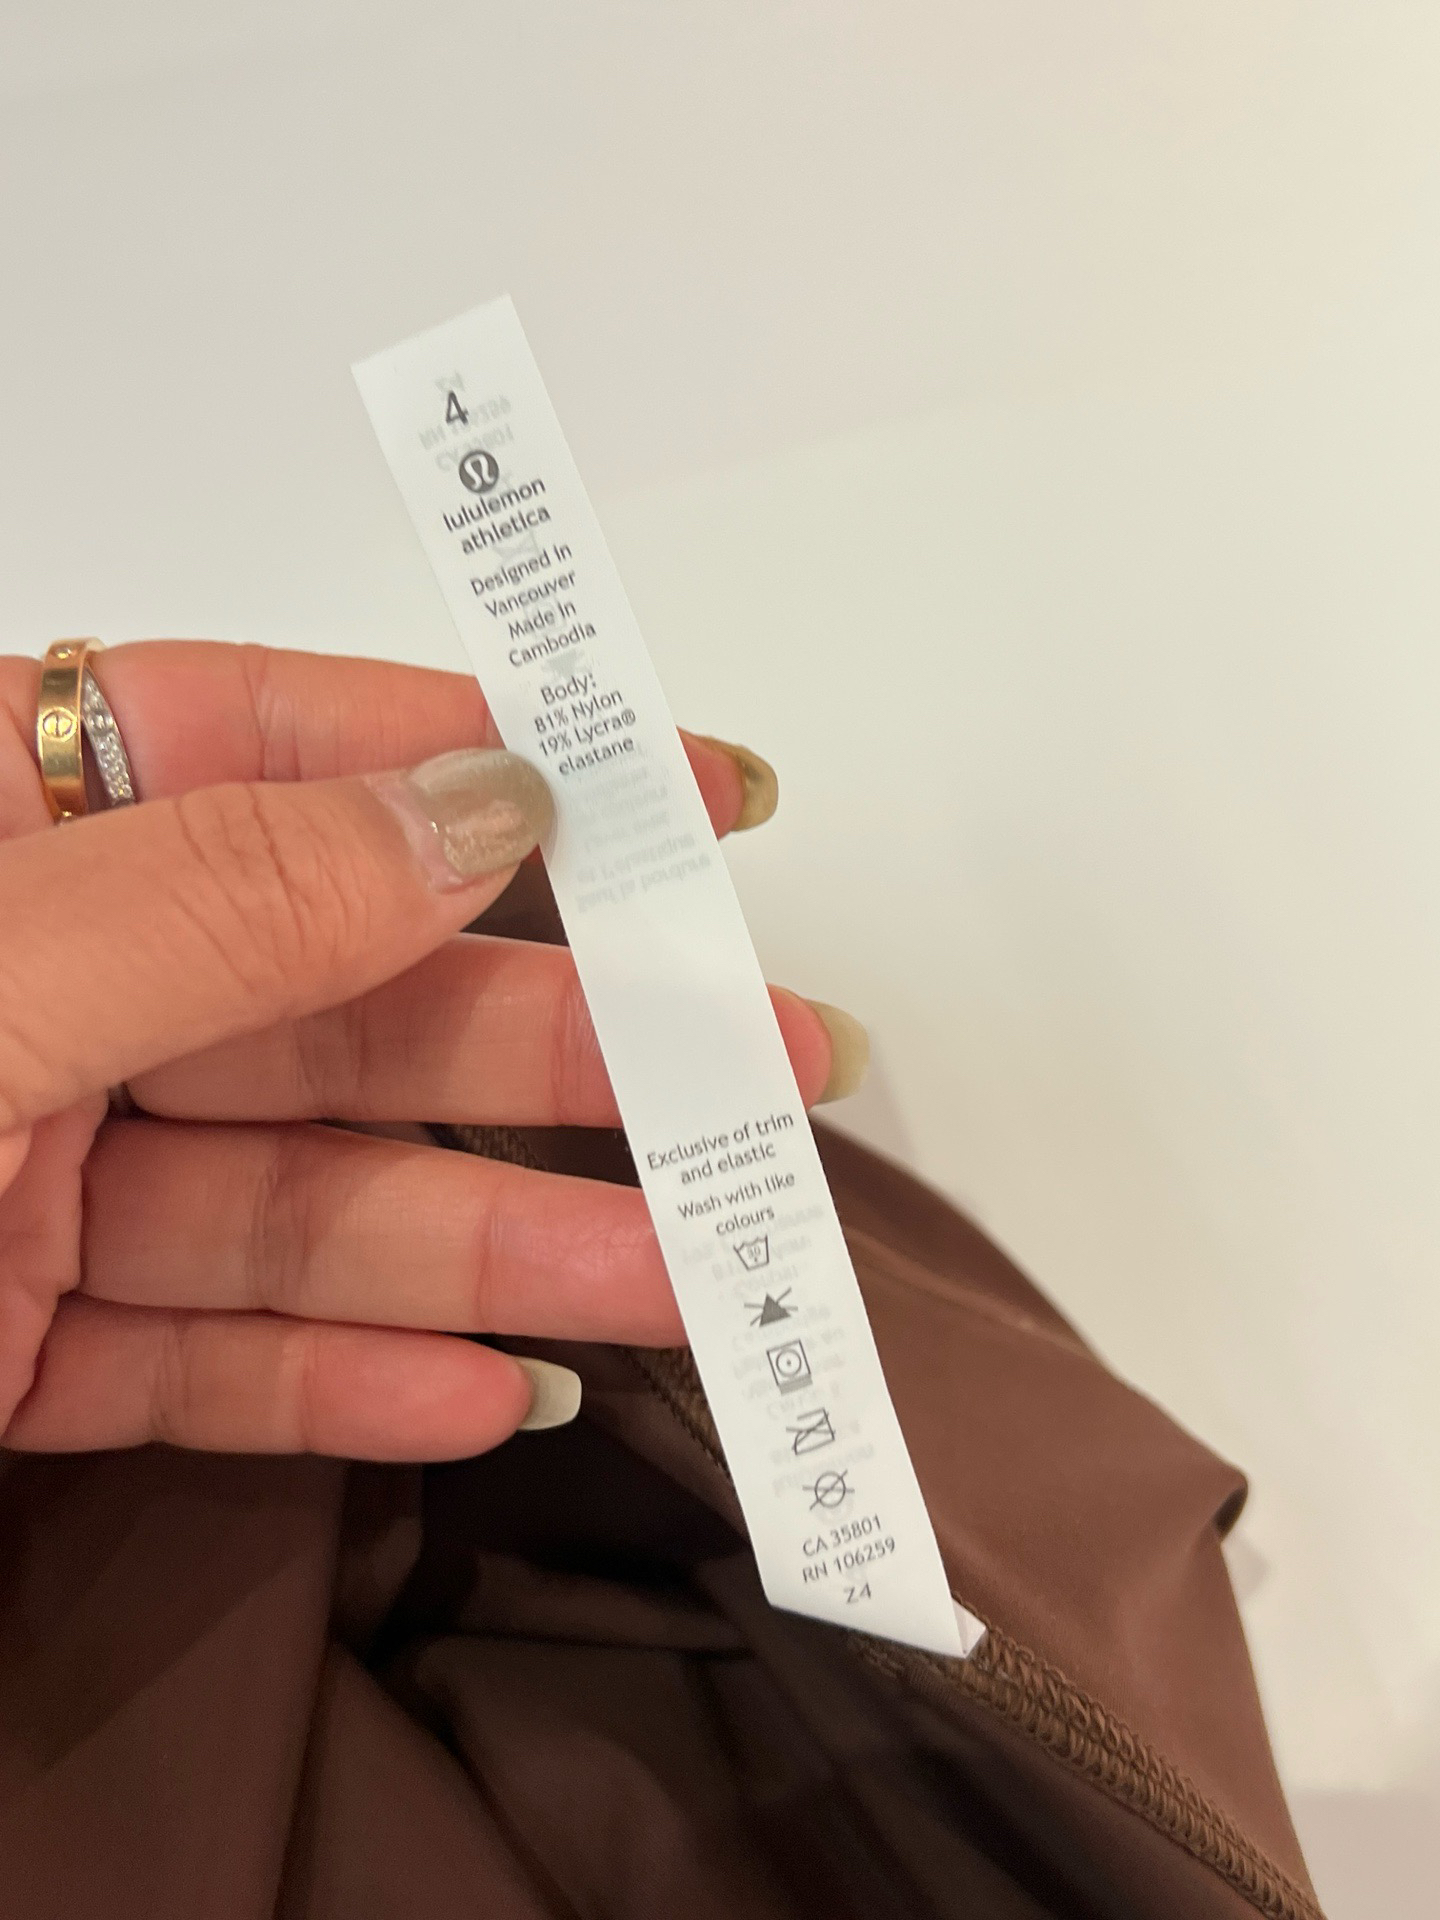 4
lululemon
athletica
Designed in
Vancouver
Made in
Cambodia
Body:
81% Nylon
19% Lycra®
elastane
Exclusive of trim
and elastic
Wash with like
colours
30
CA 35801
RN 106259
Z4